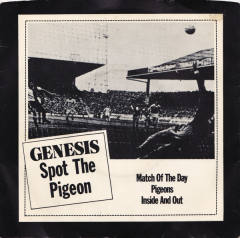 GENESIS
Spot The
Pigeon
Match Of The Day
Pigeons
Inside And Out